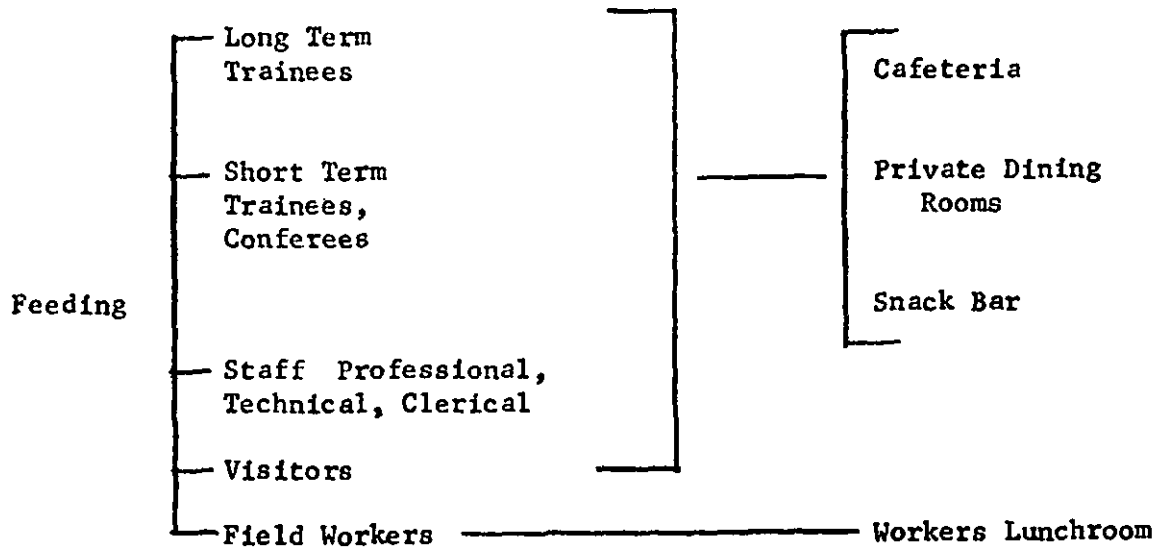 Long Term
Trainees
Cafeteria
Short Term
Trainees,
Conferees
Private Dining
Rooms
Feeding
Snack Bar
Staff Professional,
Technical, Clerical
Visitors
Field Workers
Workers Lunchroom